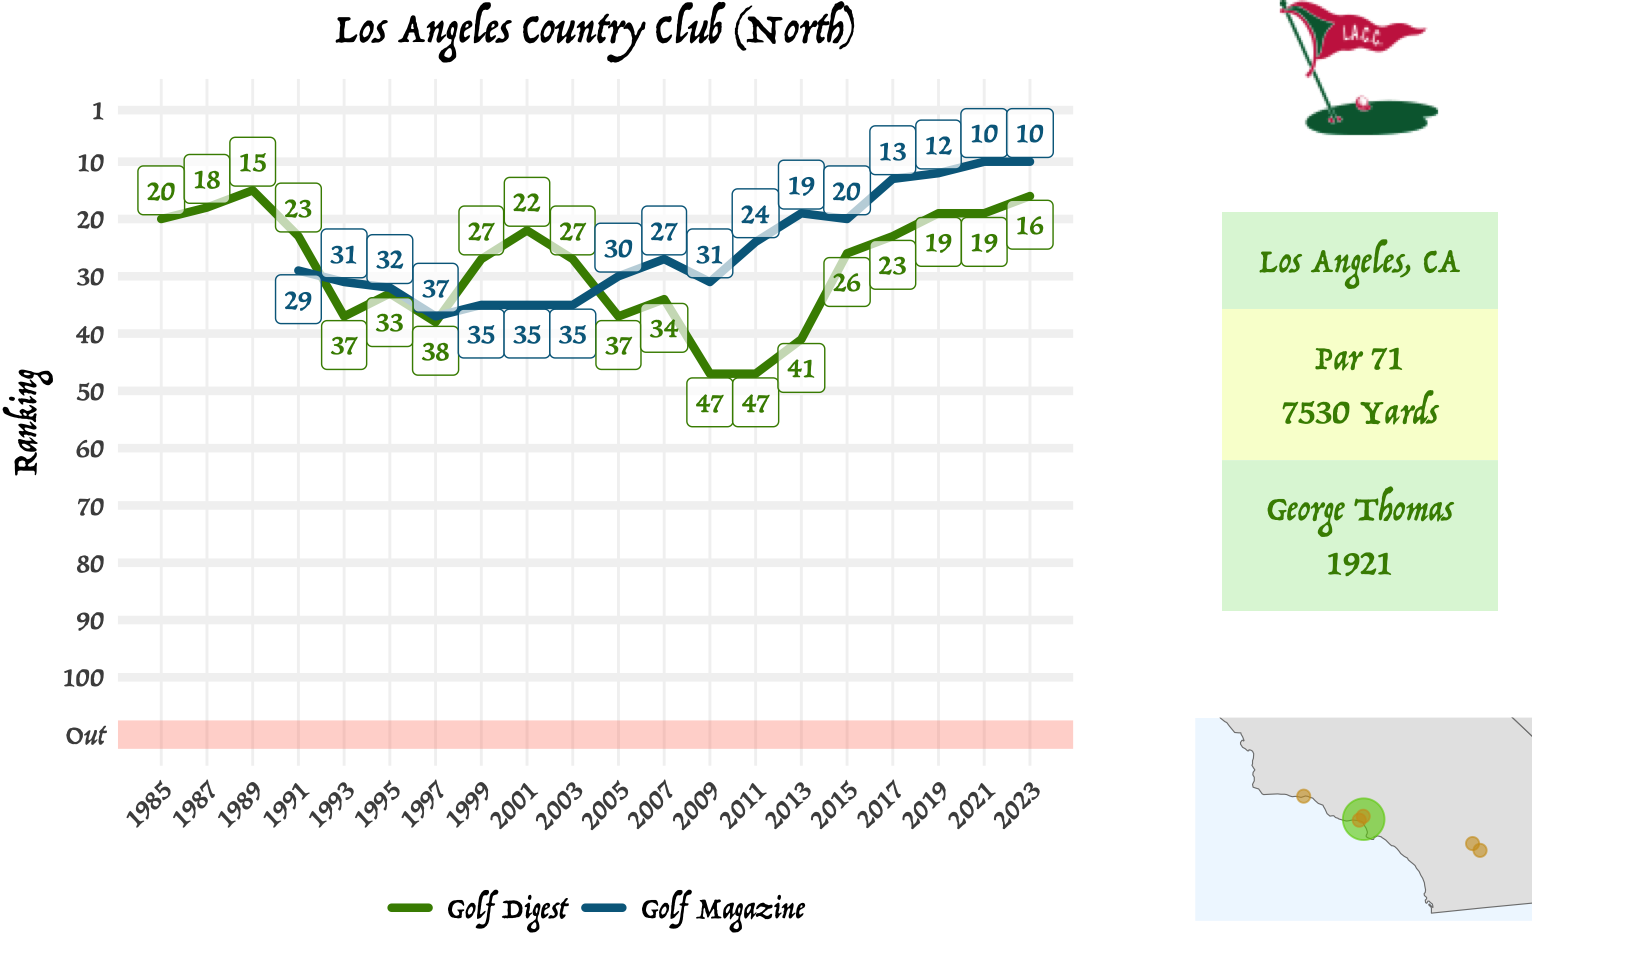 Los Angeles Country Club (North)
L.A.C.C.
Ranking
1
10
20
30
40
50
60
70
80
90
100
Out
20 18 15 23 37 33 38 27 22 27 37 34 47 47 41 26 23 19 19 16
29 31 32 37 35 35 35 30 27 31 24 19 20 13 12 10 10
1985 1987 1989 1991 1993 1995 1997 1999 2001 2003 2005 2007 2009 2011 2013 2015 2017 2019 2021 2023
Golf Digest Golf Magazine
Los Angeles, CA
Par 71
7530 Yards
George Thomas
1921